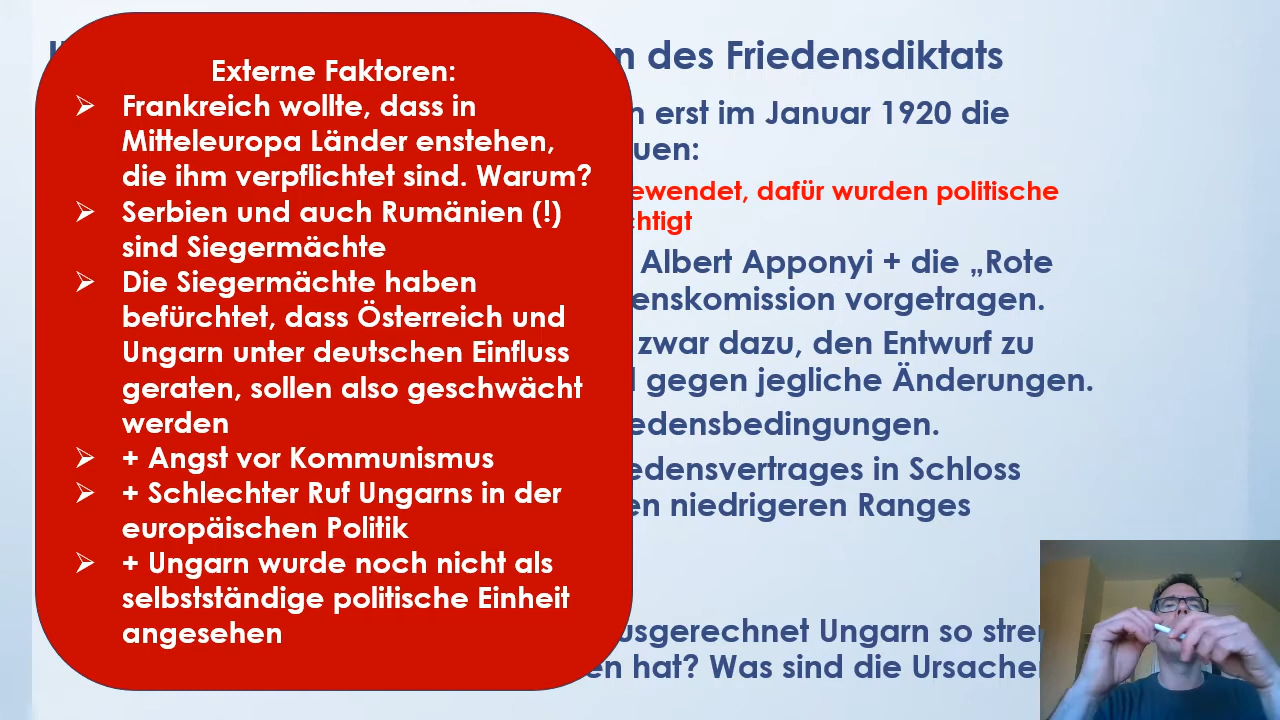 Externe Faktoren:
Frankreich wollte, dass in
Mitteleuropa Länder enstehen,
die ihm verpflichtet sind. Warum?
Serbien und auch Rumänien (!)
sind Siegermächte
Die Siegermächte haben
befürchtet, dass Österreich und
Ungarn unter deutschen Einfluss
geraten, sollen also geschwächt
werden
+ Angst vor Kommunismus
+ Schlechter Ruf Ungarns in der
europäischen Politik
+ Ungarn wurde noch nicht als
selbstständige politische Einheit
angesehen
des Friedensdiktats
erst im Januar 1920 die
uen:
ewendet, dafür wurden politische
chtigt
Albert Apponyi + die „Rote
enskomission vorgetragen.
zwar dazu, den Entwurf zu
gegen jegliche Änderungen.
edensbedingungen.
edensvertrages in Schloss
en niedrigeren Ranges
usgerechnet Ungarn so stre
en hat? Was sind die Ursache